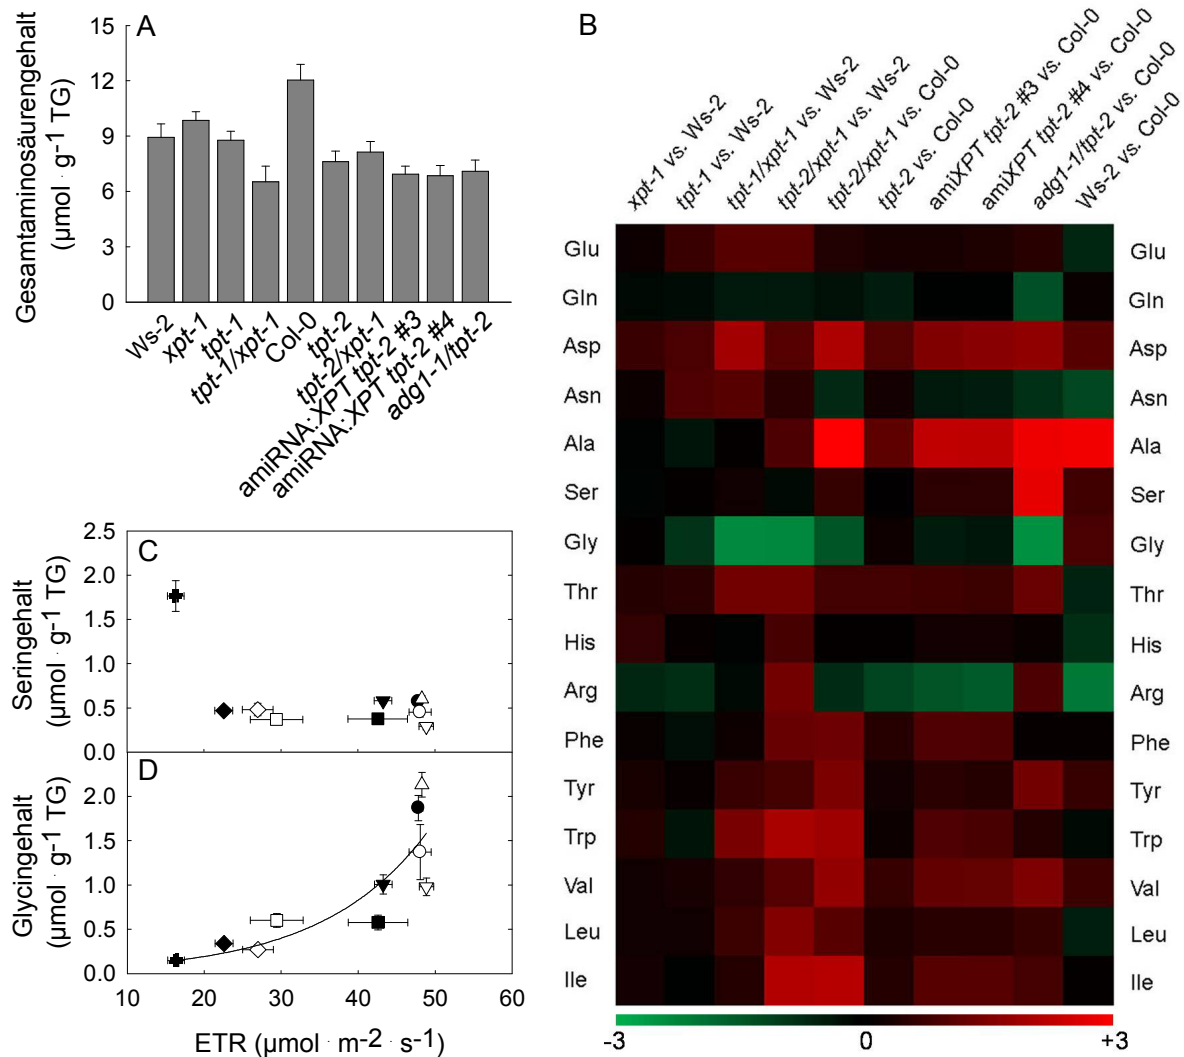 A
Gesamtaminosäurengehalt
(µmol · g-1 TG)
15
12
9
6
3
0
Ws-2
xpt-1
tpt-1
tpt-1/xpt-1
Col-0
tpt-2
tpt-2/xpt-1
amiRNA:XPT tpt-2 #3
amiRNA:XPT tpt-2 #4
adg1-1/tpt-2
B
xpt-1 vs. Ws-2
tpt-1 vs. Ws-2
tpt-1/xpt-1 vs. Ws-2
tpt-2/xpt-1 vs. Ws-2
tpt-2/xpt-1 vs. Col-0
tpt-2 vs. Col-0
amiXPT tpt-2 #3 vs. Col-0
amiXPT tpt-2 #4 vs. Col-0
adg1-1/tpt-2 vs. Col-0
Ws-2 vs. Col-0
Glu Glu
Gln Gln
Asp Asp
Asn Asn
Ala Ala
Ser Ser
Gly Gly
Thr Thr
His His
Arg Arg
Phe Phe
Tyr Tyr
Trp Trp
Val Val
Leu Leu
Ile Ile
-3 0 +3
C
Seringehalt
(µmol · g-1 TG)
2.5
2.0
1.5
1.0
0.5
0.0
D
Glycingehalt
(µmol · g-1 TG)
2.0
1.5
1.0
0.5
0.0
10 20 30 40 50 60
ETR (µmol · m-2 · s-1)